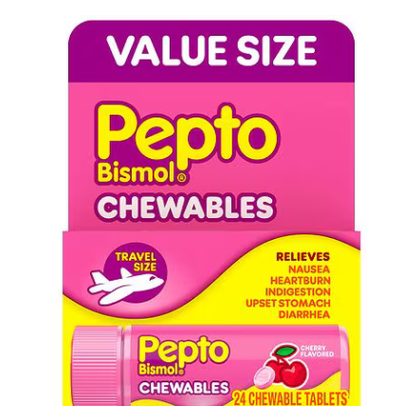 VALUE SIZE
Pepto
Bismol®
CHEWABLES
TRAVEL
SIZE
RELIEVES
NAUSEA
HEARTBURN
INDIGESTION
UPSET STOMACH
DIARRHEA
Pepto
Bismol®
CHEWABLES
CHERRY
FLAVORED
24 CHEWABLE TABLETS